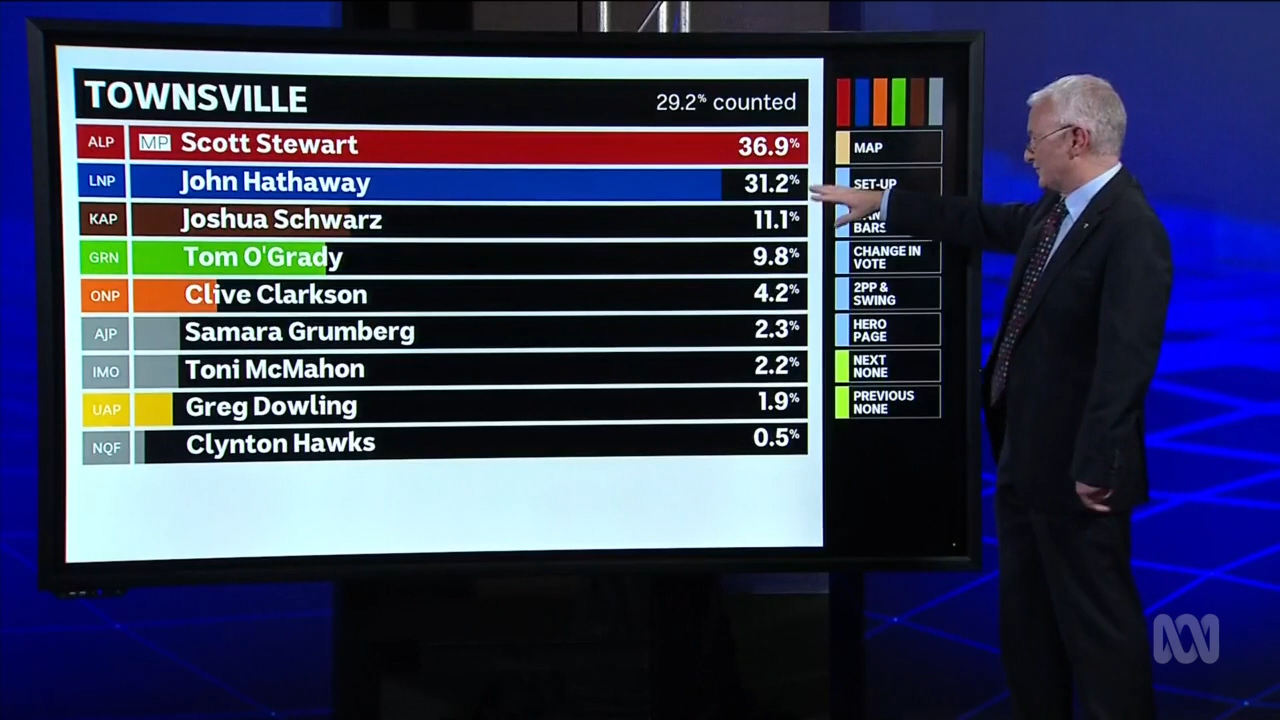 TOWNSVILLE 29.2% counted
ALP MP Scott Stewart 36.9%
LNP John Hathaway 31.2%
KAP Joshua Schwarz 11.1%
GRN Tom O'Grady 9.8%
ONP Clive Clarkson 4.2%
AJP Samara Grumberg 2.3%
IMO Toni McMahon 2.2%
UAP Greg Dowling 1.9%
NQF Clynton Hawks 0.5%
MAP
SET-UP
BARS
CHANGE IN
VOTE
2PP &
SWING
HERO
PAGE
NEXT
NONE
PREVIOUS
NONE